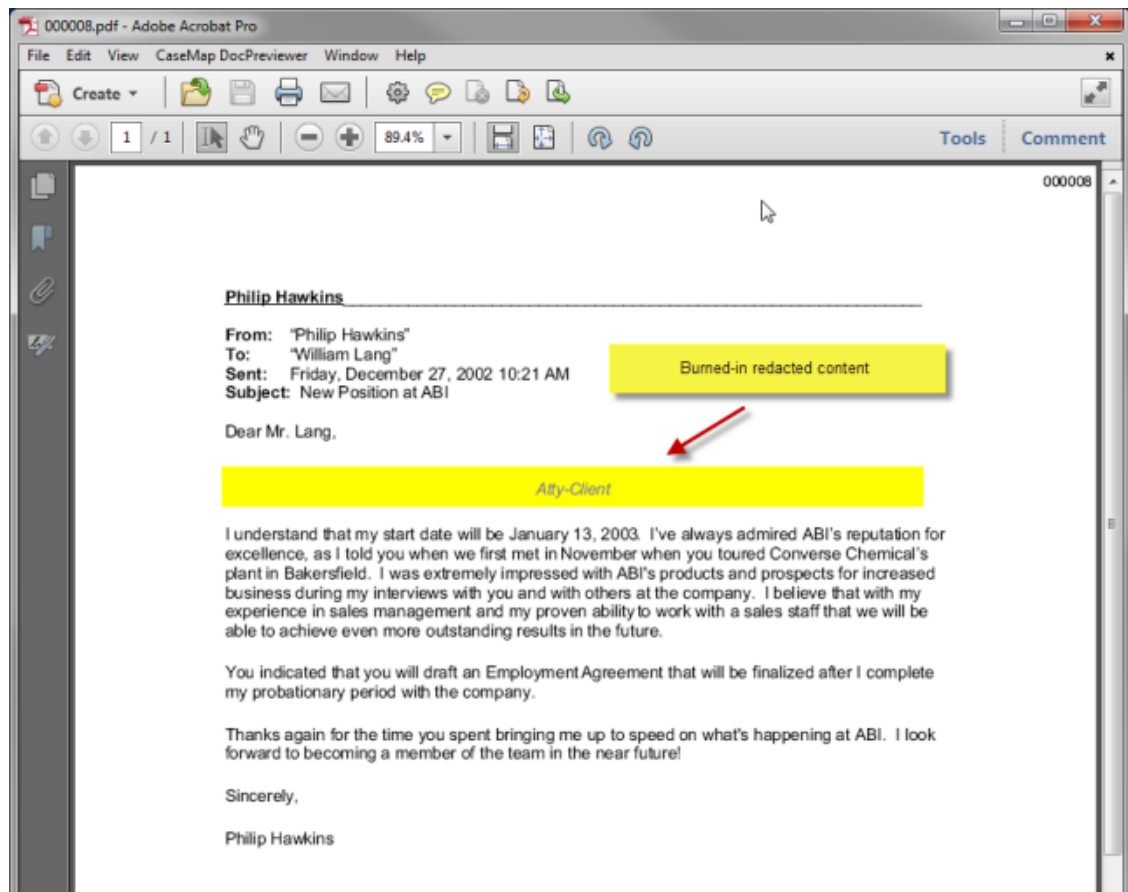 000008.pdf - Adobe Acrobat Pro
File Edit View CaseMap DocPreviewer Window Help
Create
1 / 1 89.4% Tools Comment
000008
Philip Hawkins
From: "Philip Hawkins"
To: "William Lang"
Sent: Friday, December 27, 2002 10:21 AM
Subject: New Position at ABI
Burned-in redacted content
Dear Mr. Lang,
Atty-Client
I understand that my start date will be January 13, 2003. I've always admired ABI's reputation for
excellence, as I told you when we first met in November when you toured Converse Chemical's
plant in Bakersfield. I was extremely impressed with ABI's products and prospects for increased
business during my interviews with you and with others at the company. I believe that with my
experience in sales management and my proven ability to work with a sales staff that we will be
able to achieve even more outstanding results in the future.
You indicated that you will draft an Employment Agreement that will be finalized after I complete
my probationary period with the company.
Thanks again for the time you spent bringing me up to speed on what's happening at ABI. I look
forward to becoming a member of the team in the near future!
Sincerely,
Philip Hawkins